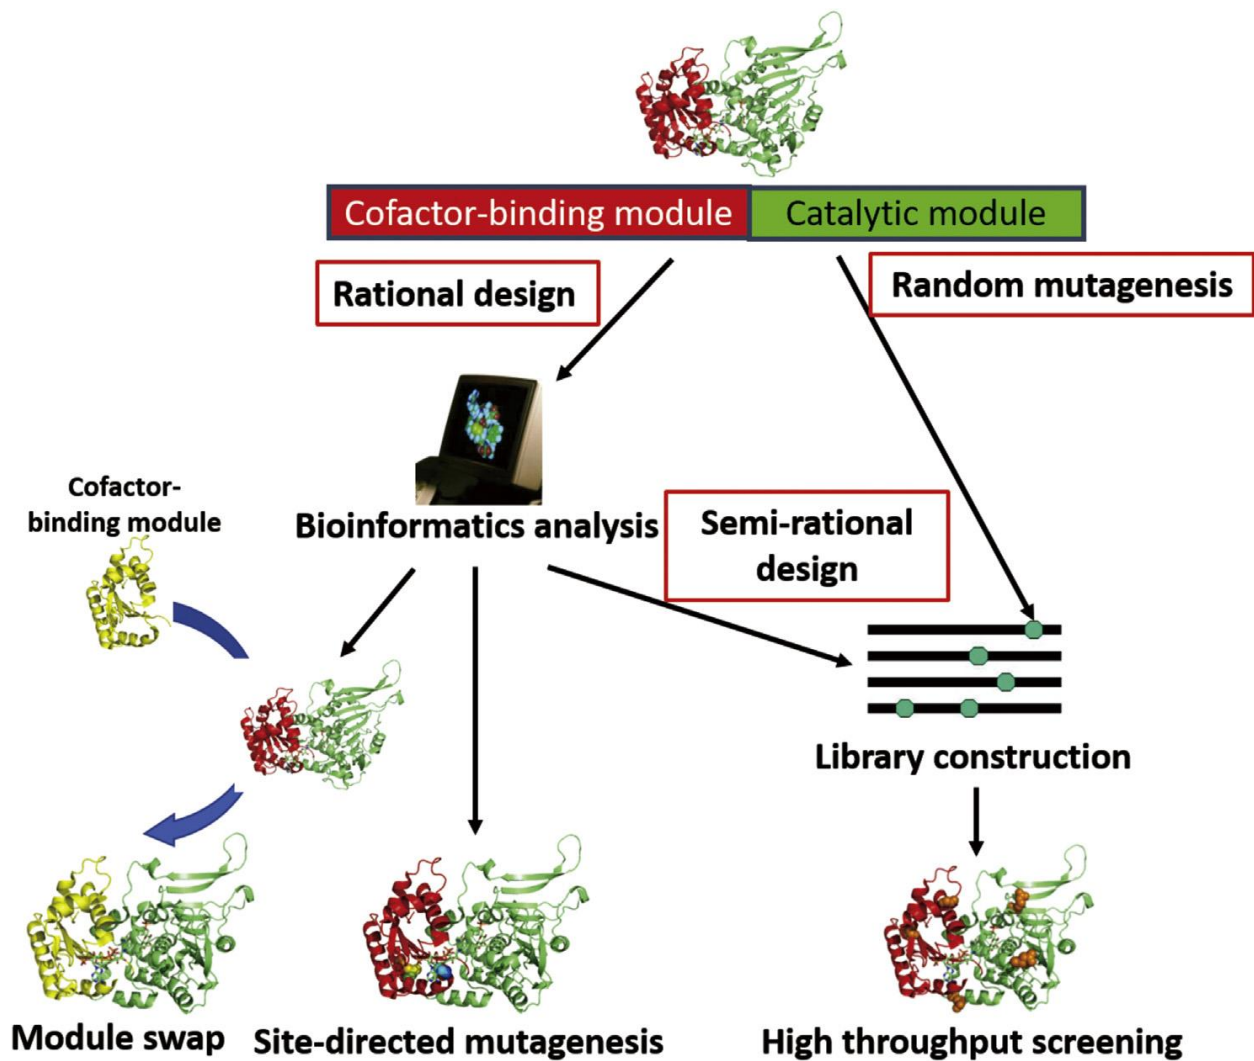 Cofactor-binding module
Catalytic module
Rational design
Random mutagenesis
Cofactor-
binding module
Bioinformatics analysis
Semi-rational
design
Library construction
Module swap
Site-directed mutagenesis
High throughput screening